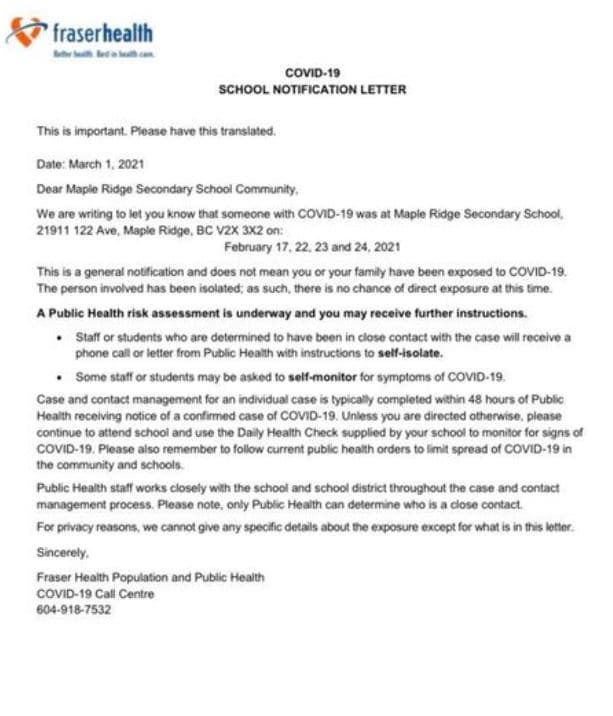 fraserhealth
Better health. Best in health care.
COVID-19
SCHOOL NOTIFICATION LETTER
This is important. Please have this translated.
Date: March 1, 2021
Dear Maple Ridge Secondary School Community,
We are writing to let you know that someone with COVID-19 was at Maple Ridge Secondary School,
21911 122 Ave, Maple Ridge, BC V2X 3X2 on:
February 17, 22, 23 and 24, 2021
This is a general notification and does not mean you or your family have been exposed to COVID-19.
The person involved has been isolated; as such, there is no chance of direct exposure at this time.
A Public Health risk assessment is underway and you may receive further instructions.
• Staff or students who are determined to have been in close contact with the case will receive a
phone call or letter from Public Health with instructions to self-isolate.
• Some staff or students may be asked to self-monitor for symptoms of COVID-19.
Case and contact management for an individual case is typically completed within 48 hours of Public
Health receiving notice of a confirmed case of COVID-19. Unless you are directed otherwise, please
continue to attend school and use the Daily Health Check supplied by your school to monitor for signs of
COVID-19. Please also remember to follow current public health orders to limit spread of COVID-19 in
the community and schools.
Public Health staff works closely with the school and school district throughout the case and contact
management process. Please note, only Public Health can determine who is a close contact.
For privacy reasons, we cannot give any specific details about the exposure except for what is in this letter.
Sincerely,
Fraser Health Population and Public Health
COVID-19 Call Centre
604-918-7532